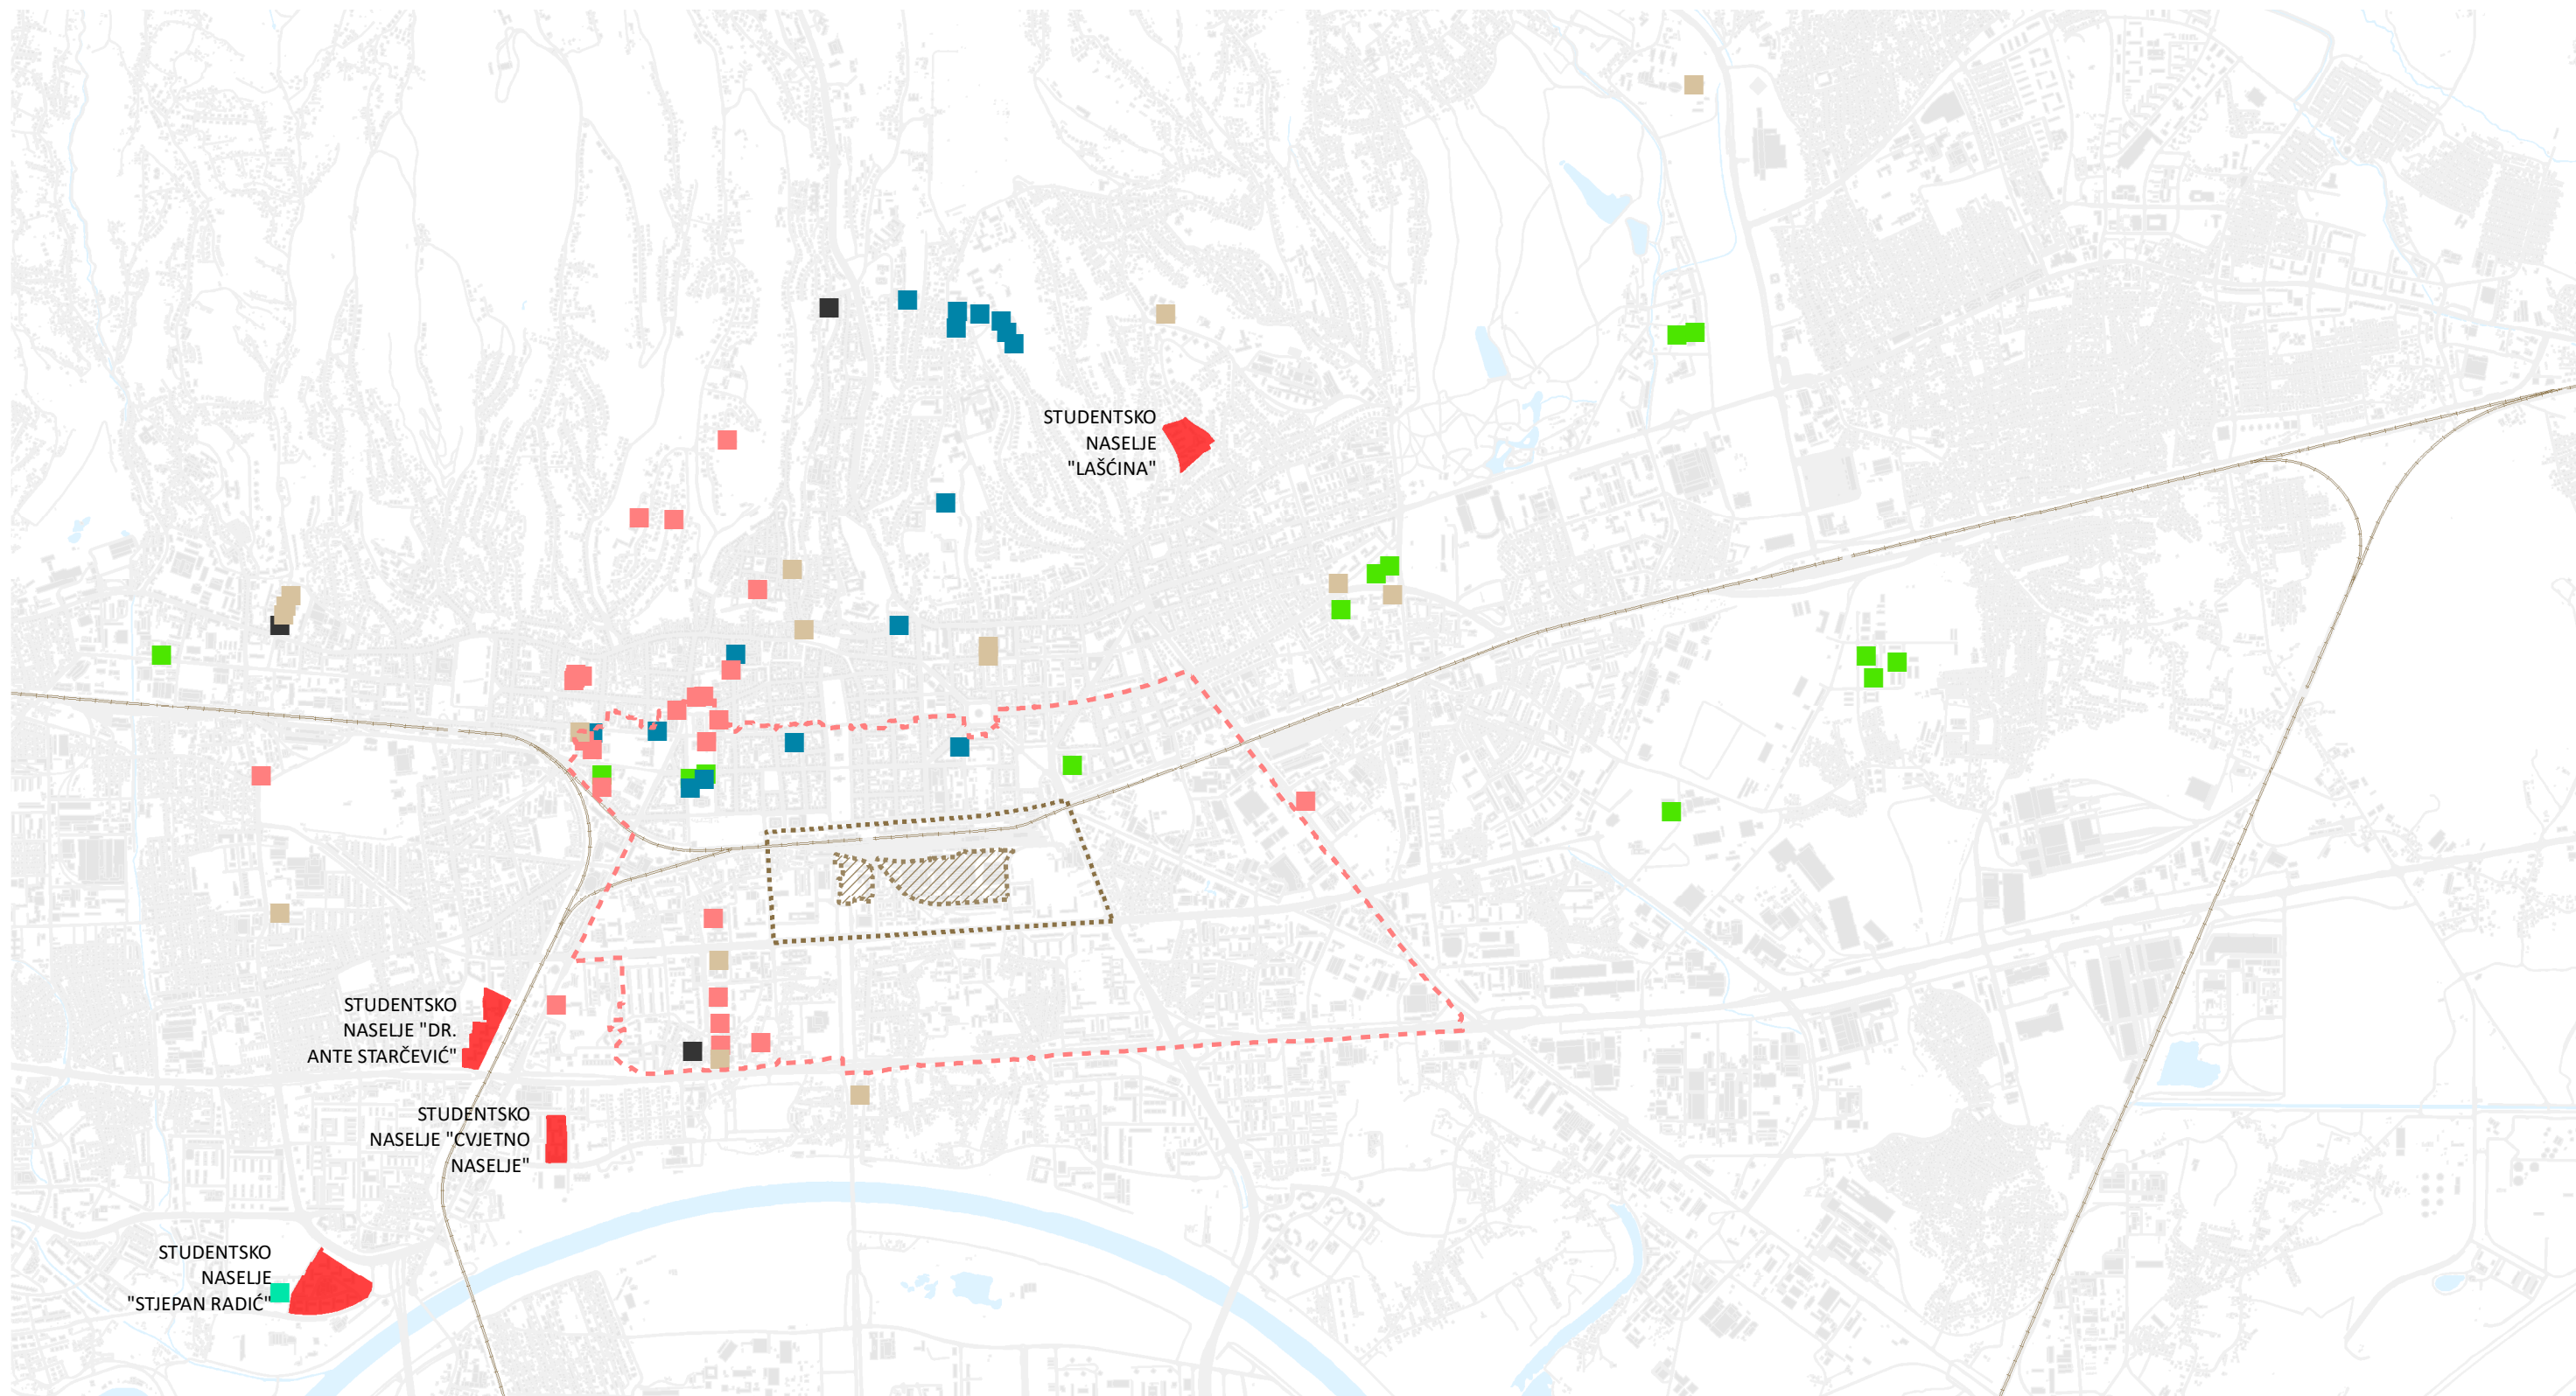 STUDENTSKO
NASELJE
"LAŠĆINA"
STUDENTSKO
NASELJE "DR.
ANTE STARČEVIĆ"
STUDENTSKO
NASELJE "CVJETNO
NASELJE"
STUDENTSKO
NASELJE
"STJEPAN RADIĆ"